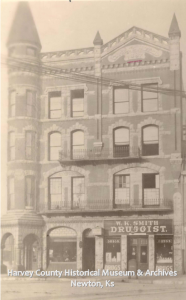 W. R. SMITH
DRUGGIST.
Harvey County Historical Museum & Archives
Newton, Ks